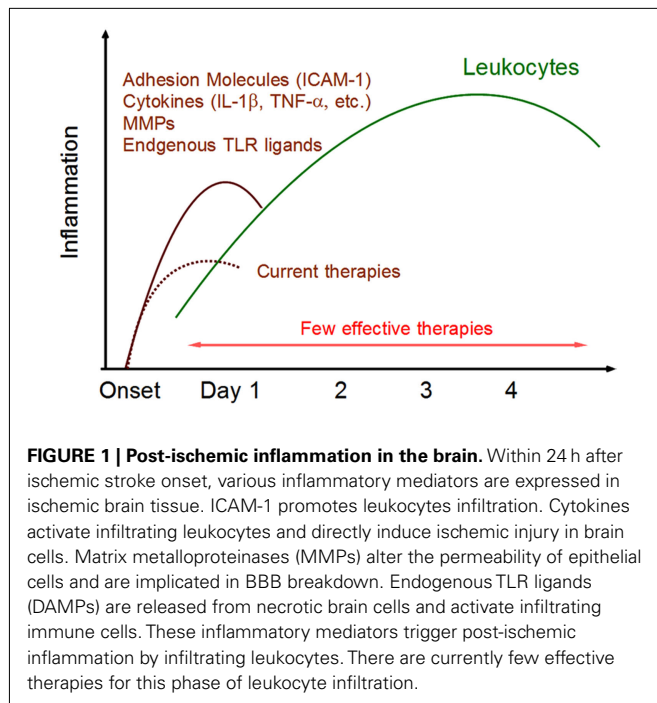 Adhesion Molecules (ICAM-1)
Cytokines (IL-1β, TNF-α, etc.)
MMPs
Endgenous TLR ligands
Leukocytes
Inflammation
Current therapies
Few effective therapies
Onset Day 1 2 3 4
FIGURE 1 | Post-ischemic inflammation in the brain. Within 24 h after
ischemic stroke onset, various inflammatory mediators are expressed in
ischemic brain tissue. ICAM-1 promotes leukocytes infiltration. Cytokines
activate infiltrating leukocytes and directly induce ischemic injury in brain
cells. Matrix metalloproteinases (MMPs) alter the permeability of epithelial
cells and are implicated in BBB breakdown. Endogenous TLR ligands
(DAMPs) are released from necrotic brain cells and activate infiltrating
immune cells. These inflammatory mediators trigger post-ischemic
inflammation by infiltrating leukocytes. There are currently few effective
therapies for this phase of leukocyte infiltration.